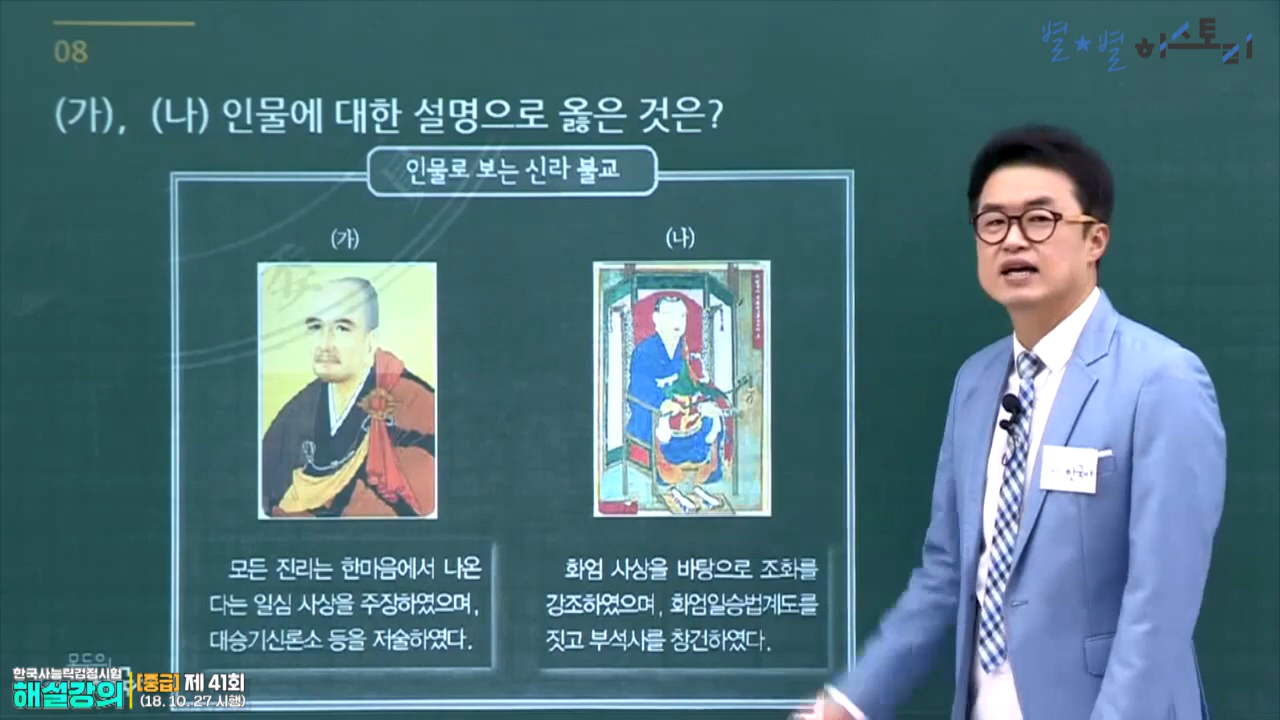 08
별★별 히스토리
(가), (나) 인물에 대한 설명으로 옳은 것은?
인물로 보는 신라 불교
(가)
(나)
모든 진리는 한마음에서 나온
다는 일심 사상을 주장하였으며,
대승기신론소 등을 저술하였다.
화엄 사상을 바탕으로 조화를
강조하였으며, 화엄일승법계도를
짓고 부석사를 창건하였다.
한국사능력검정시험
해설강의
[중급] 제 41회
(18. 10. 27 시행)